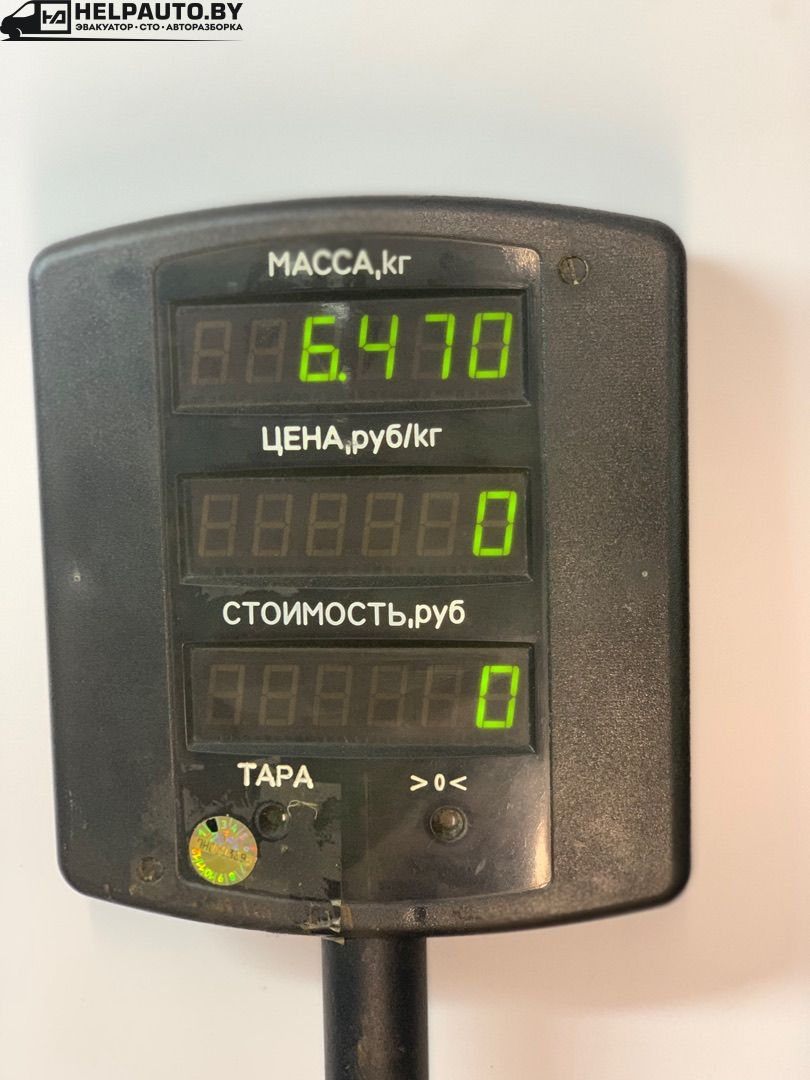 HELPAUTO.BY
ЭВАКУАТОР•СТО•АВТОРАЗБОРКА
МАССА,кг
6.470
ЦЕНА,руб/кг
0
СТОИМОСТЬ,руб
0
ТАРА >0<